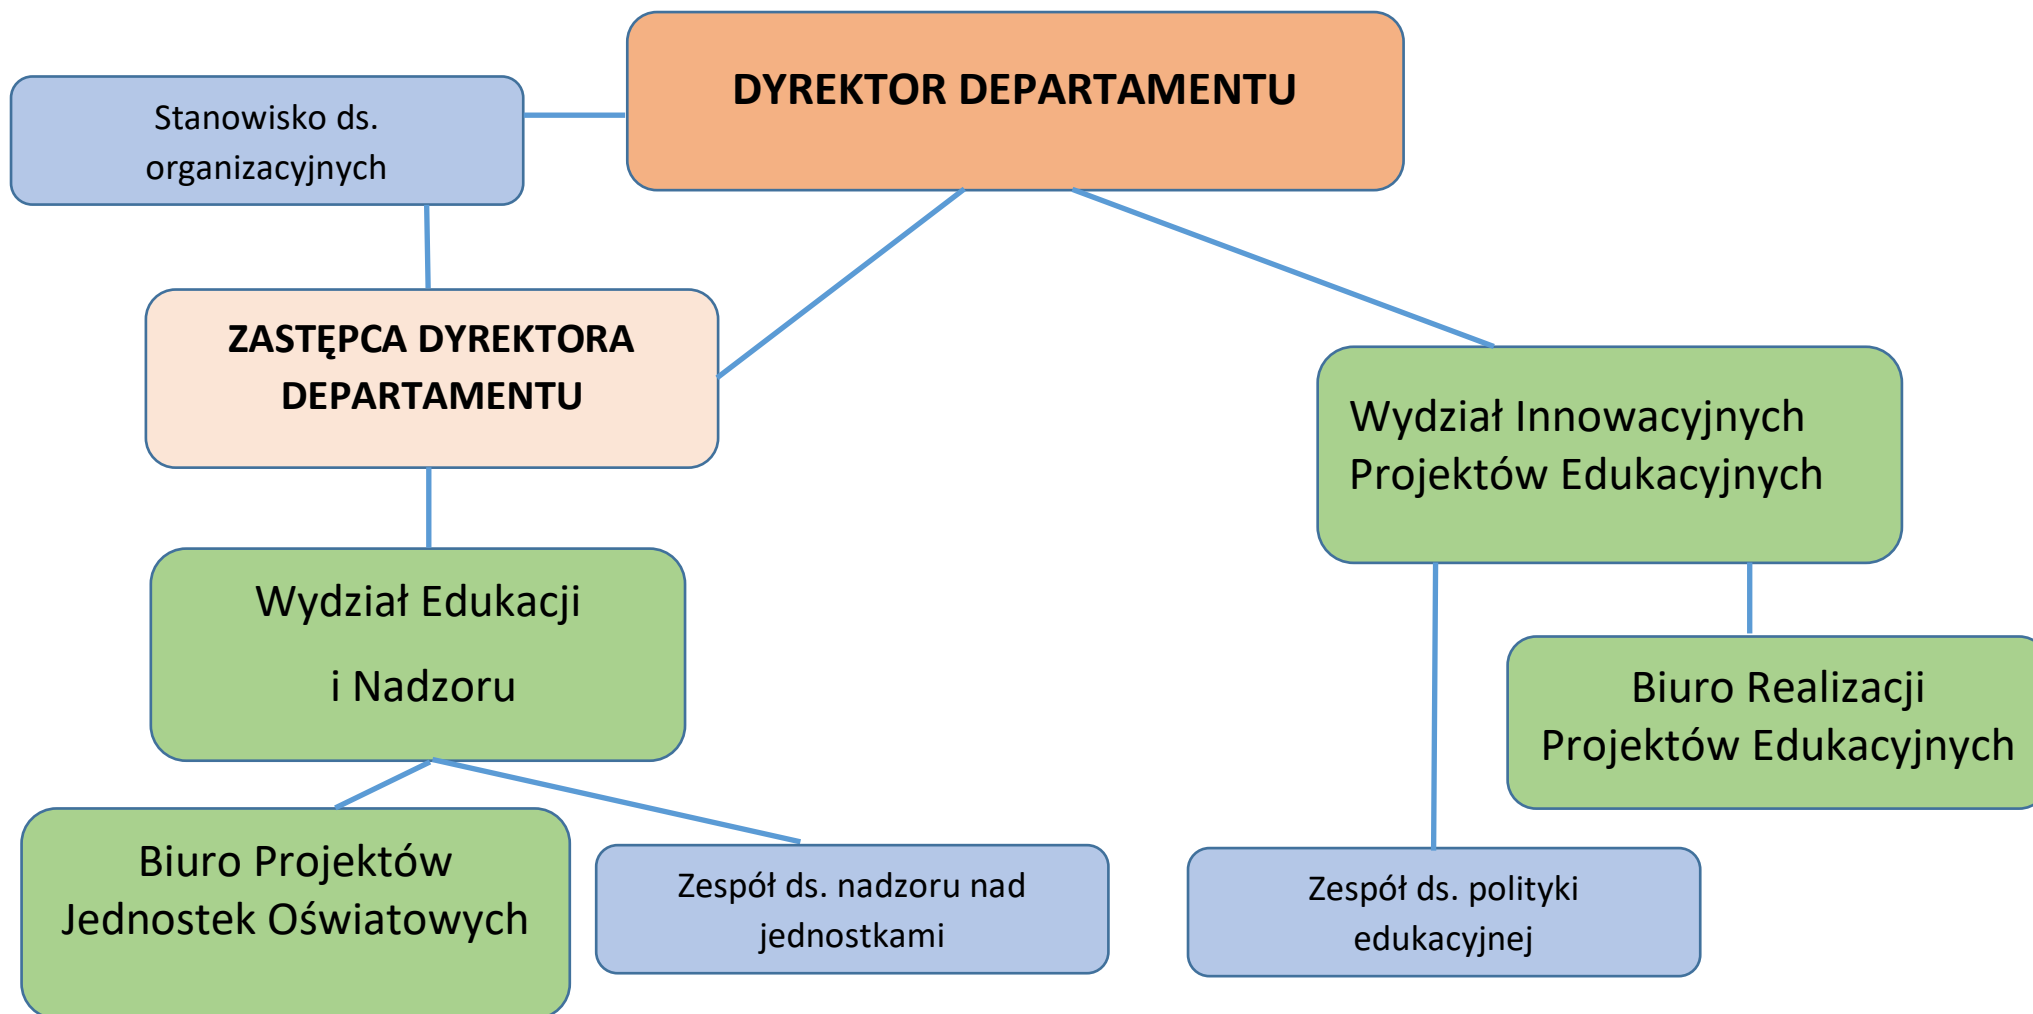 DYREKTOR DEPARTAMENTU
Stanowisko ds.
organizacyjnych
ZASTĘPCA DYREKTORA
DEPARTAMENTU
Wydział Innowacyjnych
Projektów Edukacyjnych
Wydział Edukacji
i Nadzoru
Biuro Realizacji
Projektów Edukacyjnych
Biuro Projektów
Jednostek Oświatowych
Zespół ds. nadzoru nad
jednostkami
Zespół ds. polityki
edukacyjnej